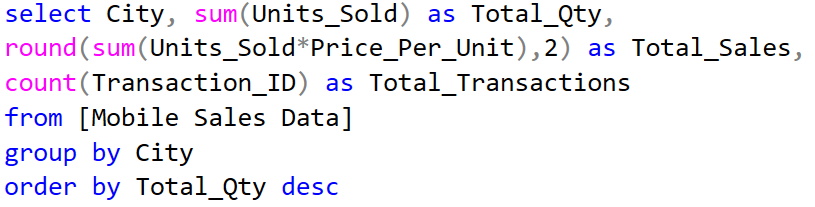 select City, sum(Units_Sold) as Total_Qty,
round(sum(Units_Sold*Price_Per_Unit),2) as Total_Sales,
count(Transaction_ID) as Total_Transactions
from [Mobile Sales Data]
group by City
order by Total_Qty desc